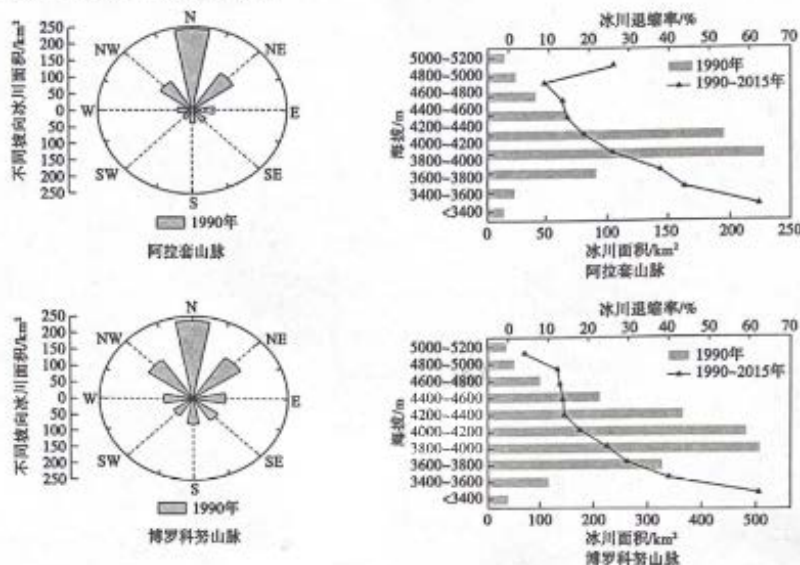 不同坡向冰川面积/km²
250
200
150
100
50
0
50
100
150
200
250
N
NW
NE
W
E
SW
SE
S
1990年
阿拉套山脉
冰川退缩率/%
0 10 20 30 40 50 60 70
海拔/m
5000~5200
4800~5000
4600~4800
4400~4600
4200~4400
4000~4200
3800~4000
3600~3800
3400~3600
<3400
1990年
1990~2015年
0 50 100 150 200 250
冰川面积/km²
阿拉套山脉
不同坡向冰川面积/km²
250
200
150
100
50
0
50
100
150
200
250
N
NW
NE
W
E
SW
SE
S
1990年
博罗科努山脉
冰川退缩率/%
0 10 20 30 40 50 60 70
海拔/m
5000~5200
4800~5000
4600~4800
4400~4600
4200~4400
4000~4200
3800~4000
3600~3800
3400~3600
<3400
1990年
1990~2015年
0 100 200 300 400 500
冰川面积/km²
博罗科努山脉